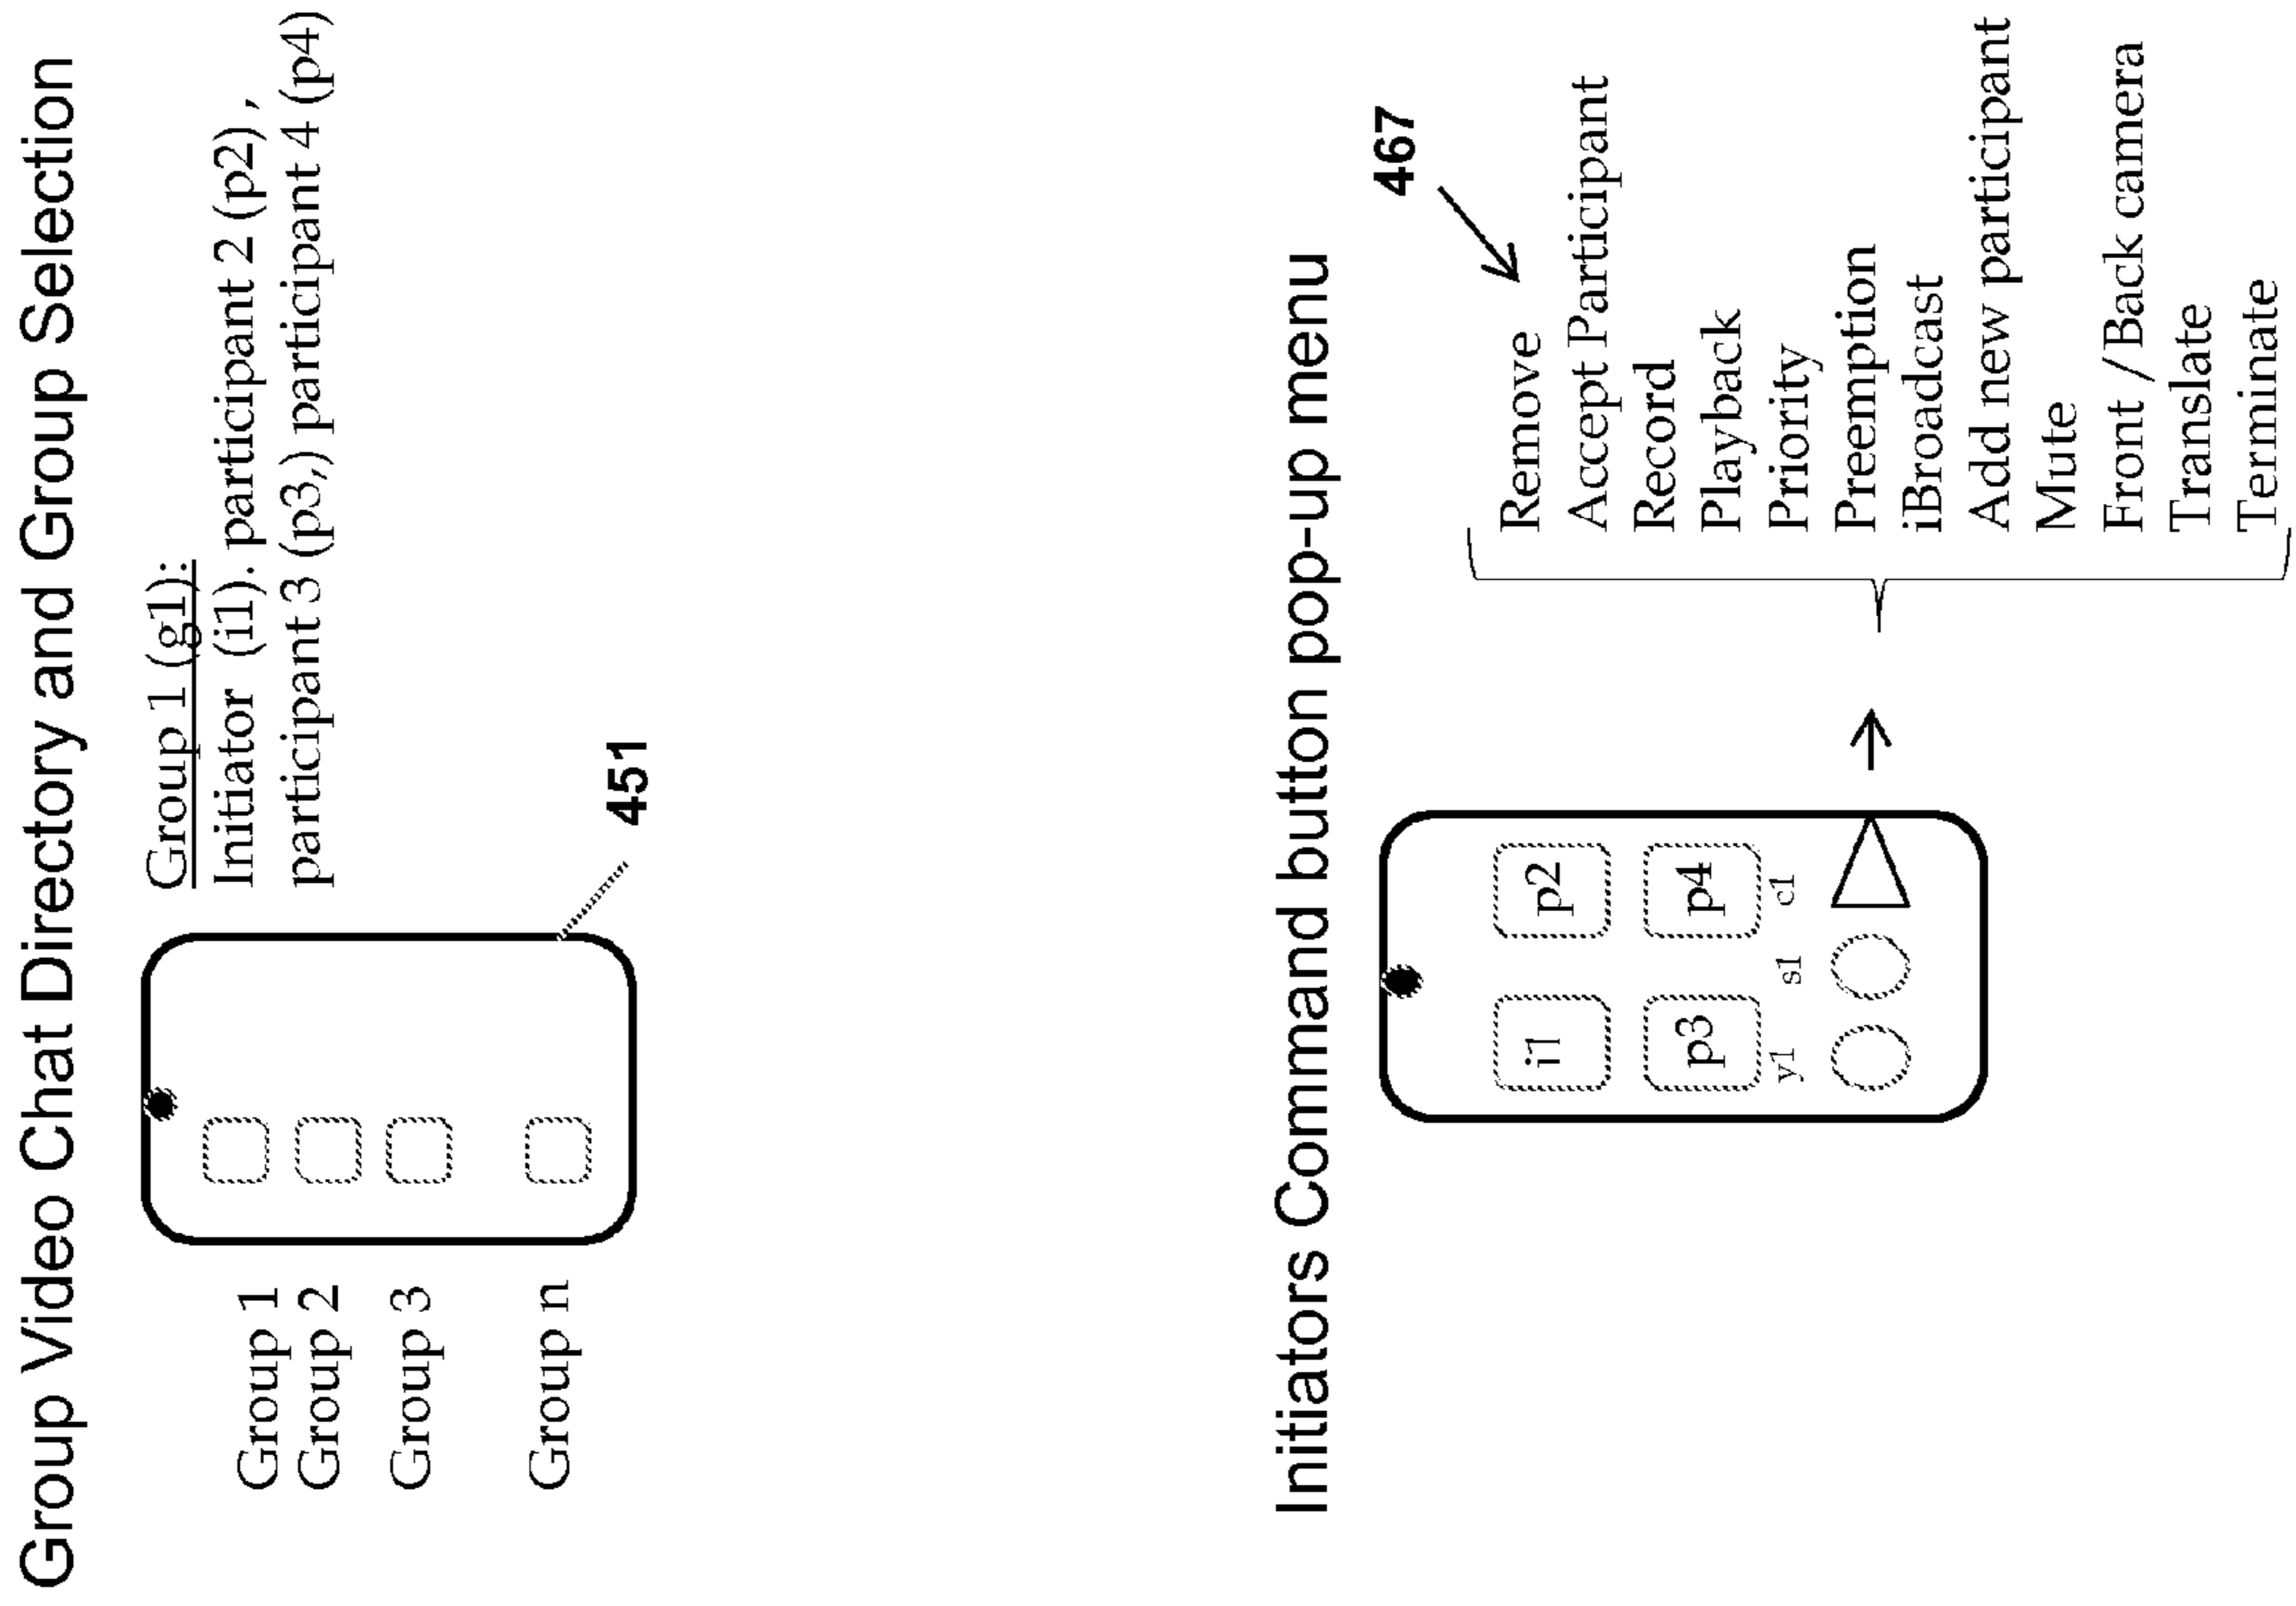 Group Video Chat Directory and Group Selection
Group 1 (g1):
Initiator (i1). participant 2 (p2) ,
participant 3 (p3,) participant 4 (p4)
Group 1
Group 2
Group 3
Group n
451
Initiators Command button pop-up menu
467
i1 p2
p3 p4
y1 s1 c1
Remove
Accept Participant
Record
Playback
Priority
Preemption
iBroadcast
Add new participant
Mute
Front /Back camera
Translate
Terminate